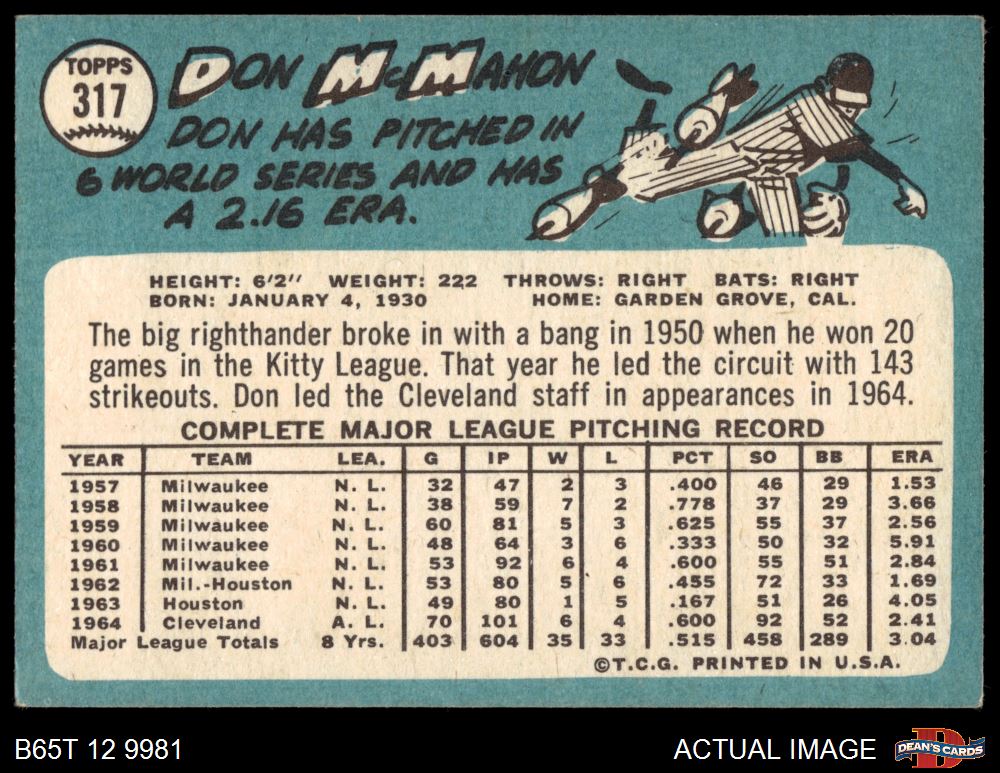 TOPPS
317
DON MCMAHON
DON HAS PITCHED IN
6 WORLD SERIES AND HAS
A 2.16 ERA.
HEIGHT: 6'2" WEIGHT: 222 THROWS: RIGHT BATS: RIGHT
BORN: JANUARY 4, 1930 HOME: GARDEN GROVE, CAL.
The big righthander broke in with a bang in 1950 when he won 20
games in the Kitty League. That year he led the circuit with 143
strikeouts. Don led the Cleveland staff in appearances in 1964.
COMPLETE MAJOR LEAGUE PITCHING RECORD
YEAR TEAM LEA. G IP W L PCT SO BB ERA
1957 Milwaukee N. L. 32 47 2 3 .400 46 29 1.53
1958 Milwaukee N. L. 38 59 7 2 .778 37 29 3.66
1959 Milwaukee N. L. 60 81 5 3 .625 55 37 2.56
1960 Milwaukee N. L. 48 64 3 6 .333 50 32 5.91
1961 Milwaukee N. L. 53 92 6 4 .600 55 51 2.84
1962 Mil.-Houston N. L. 53 80 5 6 .455 72 33 1.69
1963 Houston N. L. 49 80 1 5 .167 51 26 4.05
1964 Cleveland A. L. 70 101 6 4 .600 92 52 2.41
Major League Totals 8 Yrs. 403 604 35 33 .515 458 289 3.04
©T.C.G. PRINTED IN U.S.A.
B65T 12 9981 ACTUAL IMAGE
DEAN'S CARDS